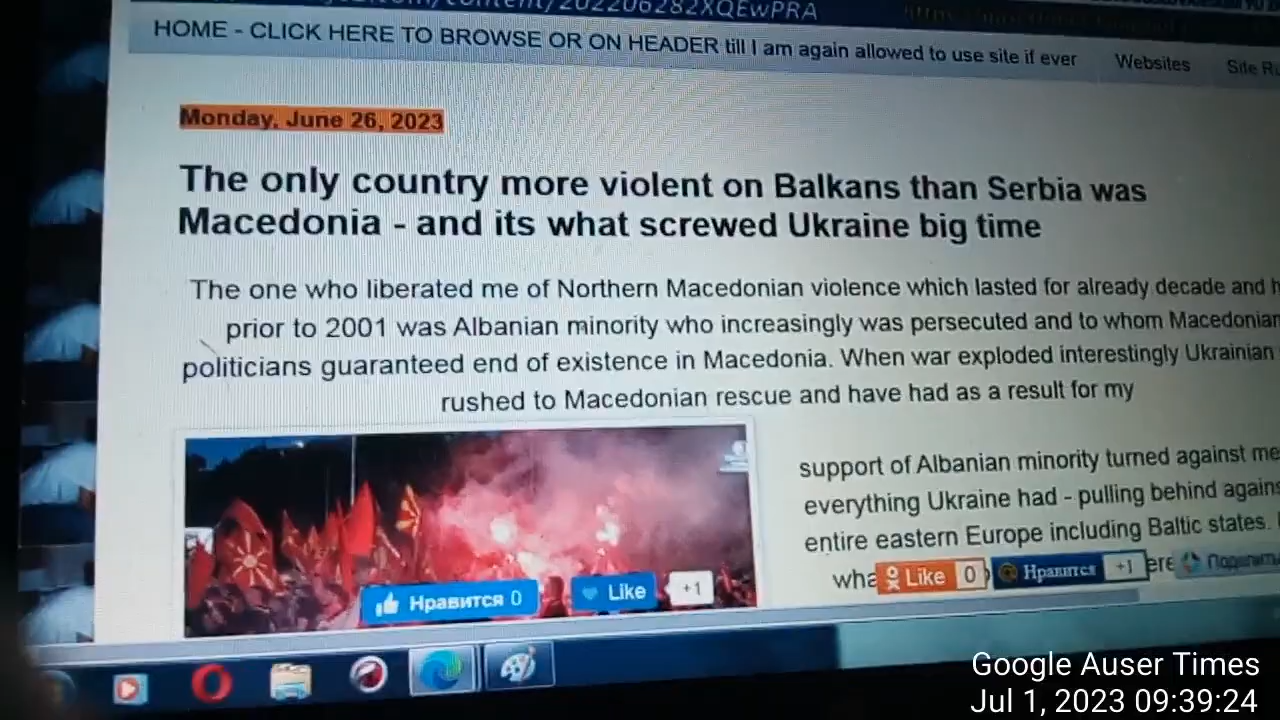 content/202206282XQEwPRA
HOME - CLICK HERE TO BROWSE OR ON HEADER till I am again allowed to use site if ever
Websites
Site
Monday, June 26, 2023
The only country more violent on Balkans than Serbia was
Macedonia - and its what screwed Ukraine big time
The one who liberated me of Northern Macedonian violence which lasted for already decade and
prior to 2001 was Albanian minority who increasingly was persecuted and to whom Macedonian
politicians guaranteed end of existence in Macedonia. When war exploded interestingly Ukrainian
rushed to Macedonian rescue and have had as a result for my
support of Albanian minority turned against me
everything Ukraine had - pulling behind
entire eastern Europe including Baltic states.
Like 0
Нравится +1
Нравится 0
Like
+1
Google Auser Times
Jul 1, 2023 09:39:24